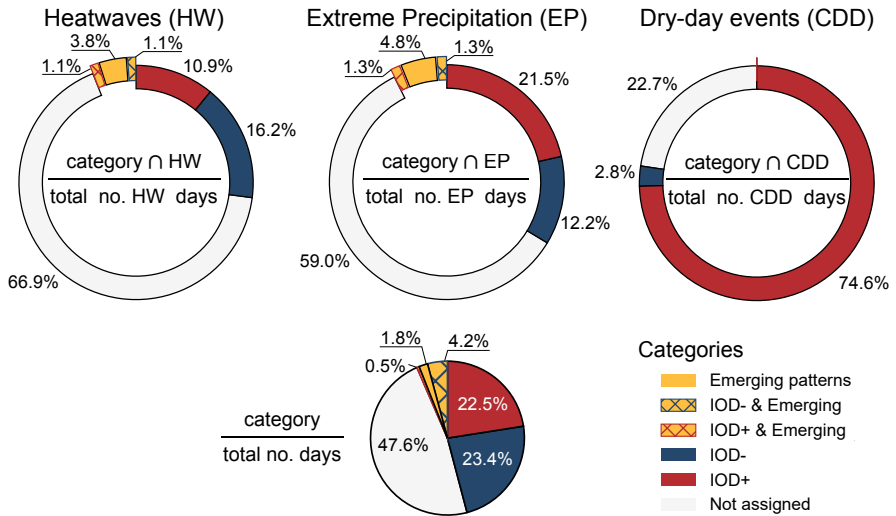 Heatwaves (HW)
3.8%
1.1%
1.1%
10.9%
16.2%
66.9%
category ∩ HW
total no. HW days
Extreme Precipitation (EP)
4.8%
1.3%
1.3%
21.5%
12.2%
59.0%
category ∩ EP
total no. EP days
Dry-day events (CDD)
22.7%
2.8%
74.6%
category ∩ CDD
total no. CDD days
category
total no. days
1.8%
4.2%
0.5%
22.5%
47.6%
23.4%
Categories
Emerging patterns
IOD- & Emerging
IOD+ & Emerging
IOD-
IOD+
Not assigned